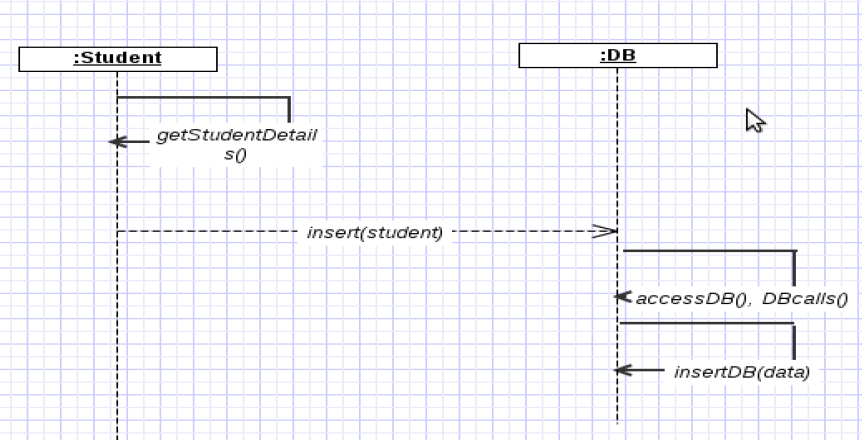 :Student
:DB
getStudentDetail
s()
insert(student)
accessDB(), DBcalls()
insertDB(data)